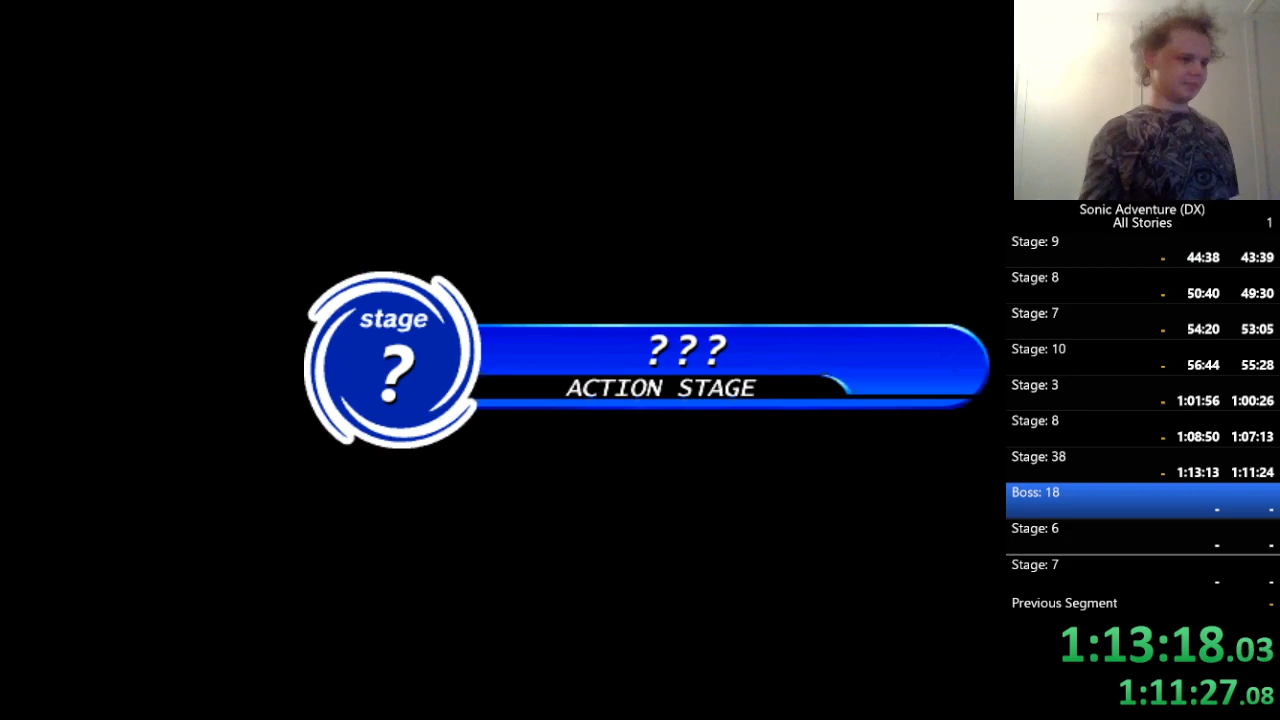 stage
?
???
ACTION STAGE
Sonic Adventure (DX)
All Stories 1
Stage: 9
- 44:38 43:39
Stage: 8
- 50:40 49:30
Stage: 7
- 54:20 53:05
Stage: 10
- 56:44 55:28
Stage: 3
- 1:01:56 1:00:26
Stage: 8
- 1:08:50 1:07:13
Stage: 38
- 1:13:13 1:11:24
Boss: 18
- -
Stage: 6
- -
Stage: 7
- -
Previous Segment -
1:13:18.03
1:11:27.08